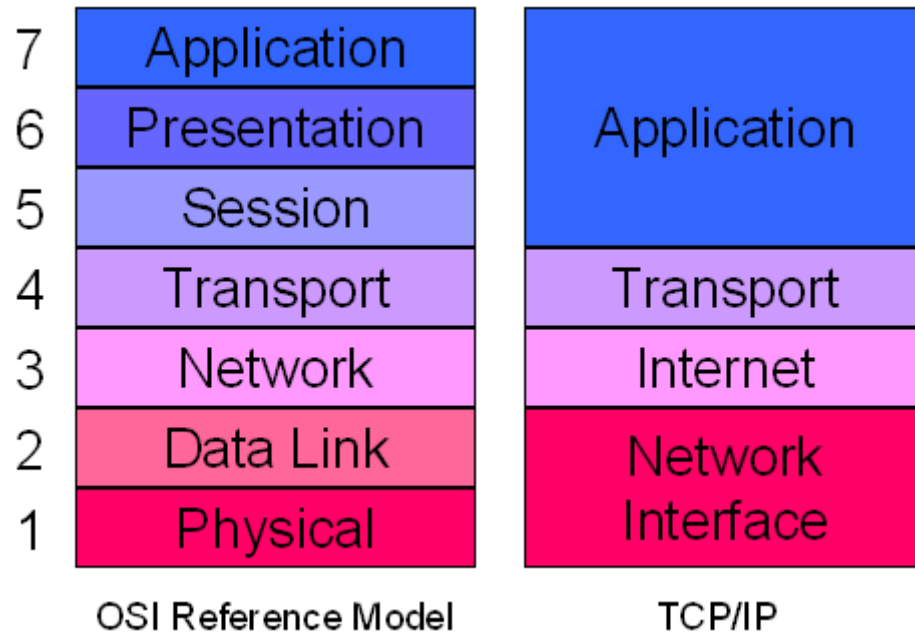 7 Application
6 Presentation Application
5 Session
4 Transport Transport
3 Network Internet
2 Data Link Network
1 Physical Interface
OSI Reference Model TCP/IP